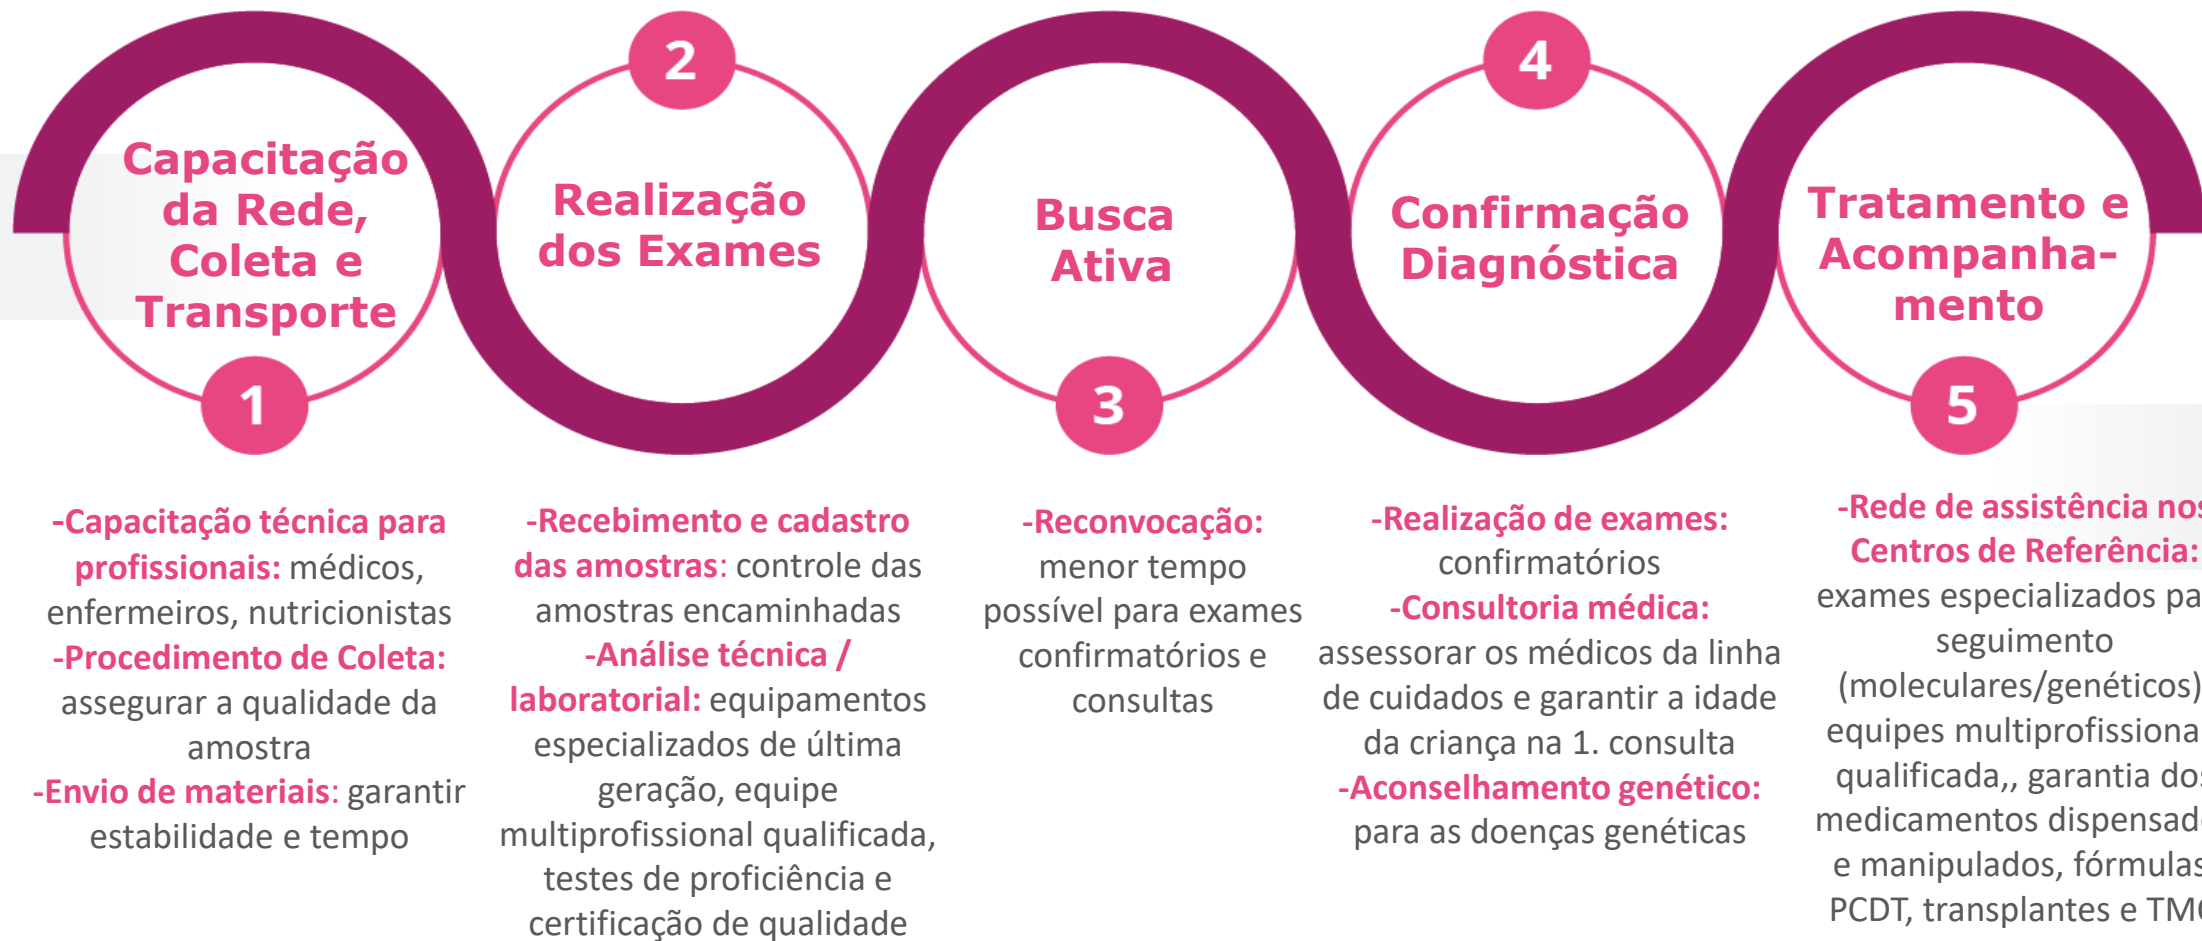 Capacitação
da Rede,
Coleta e
Transporte
1
-Capacitação técnica para
profissionais: médicos,
enfermeiros, nutricionistas
-Procedimento de Coleta:
assegurar a qualidade da
amostra
-Envio de materiais: garantir
estabilidade e tempo
2
Realização
dos Exames
-Recebimento e cadastro
das amostras: controle das
amostras encaminhadas
-Análise técnica /
laboratorial: equipamentos
especializados de última
geração, equipe
multiprofissional qualificada,
testes de proficiência e
certificação de qualidade
Busca
Ativa
3
-Reconvocação:
menor tempo
possível para exames
confirmatórios e
consultas
4
Confirmação
Diagnóstica
-Realização de exames:
confirmatórios
-Consultoria médica:
assessorar os médicos da linha
de cuidados e garantir a idade
da criança na 1. consulta
-Aconselhamento genético:
para as doenças genéticas
Tratamento e
Acompanha-
mento
5
-Rede de assistência nos
Centros de Referência:
exames especializados
seguimento
(moleculares/genéticos)
equipes
qualificada,, garantia dos
medicamentos
e manipulados, fórmulas
PCDT, transplantes e